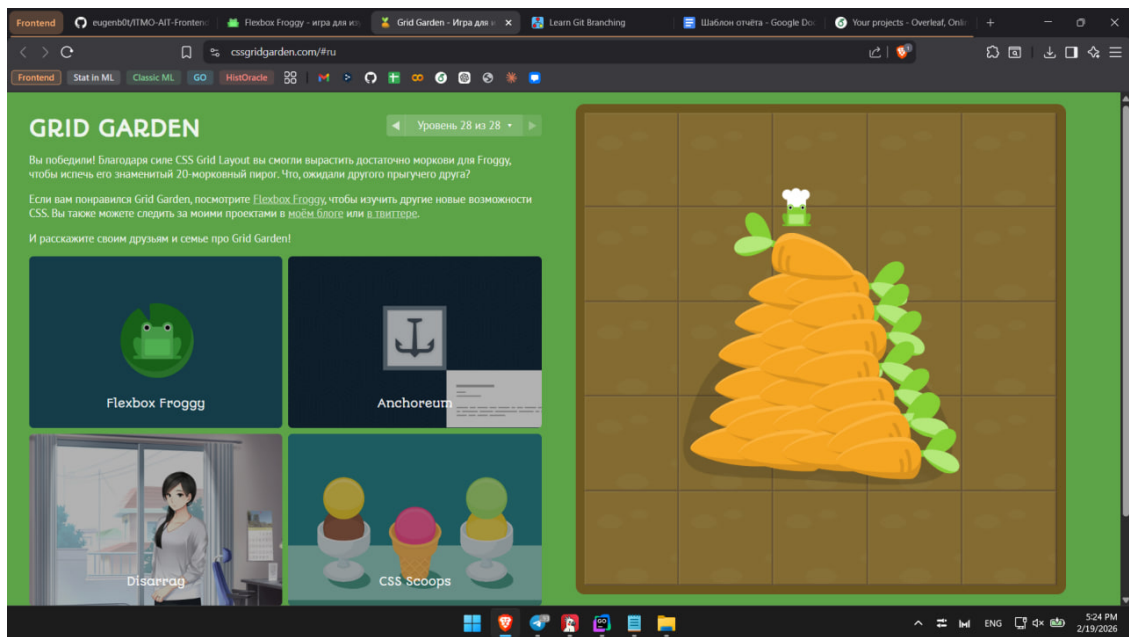 Frontend
eugenb0t/ITMO-AIT-Frontend
Flexbox Froggy - игра для изу
Grid Garden - Игра для и
Learn Git Branching
Шаблон отчёта - Google Do
Your projects - Overleaf, Onli
cssgridgarden.com/#ru
Frontend
Stat in ML
Classic ML
GO
HistOracle
GRID GARDEN
Уровень 28 из 28
Вы победили! Благодаря силе CSS Grid Layout вы смогли вырастить достаточно моркови для Froggy,
чтобы испечь его знаменитый 20-морковный пирог. Что, ожидали другого прыгучего друга?
Если вам понравился Grid Garden, посмотрите Flexbox Froggy, чтобы изучить другие новые возможности
CSS. Вы также можете следить за моими проектами в моём блоге или в твиттере.
И расскажите своим друзьям и семье про Grid Garden!
Flexbox Froggy
Anchoreum
Disarray
CSS Scoops
ENG
5:24 PM
2/19/2026